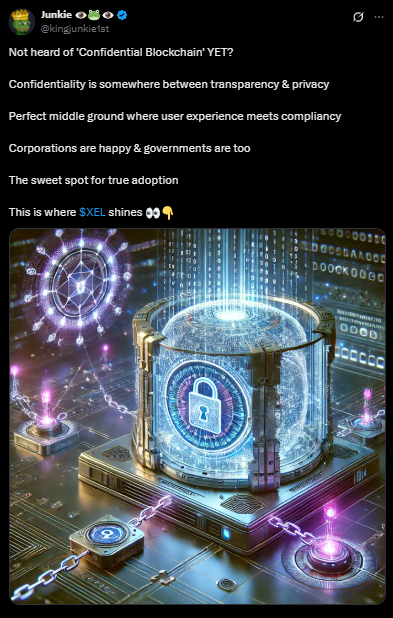 Junkie 👁️🐸👁️
@kingjunkie1st
Not heard of 'Confidential Blockchain' YET?
Confidentiality is somewhere between transparency & privacy
Perfect middle ground where user experience meets compliancy
Corporations are happy & governments are too
The sweet spot for true adoption
This is where $XEL shines 👀👇